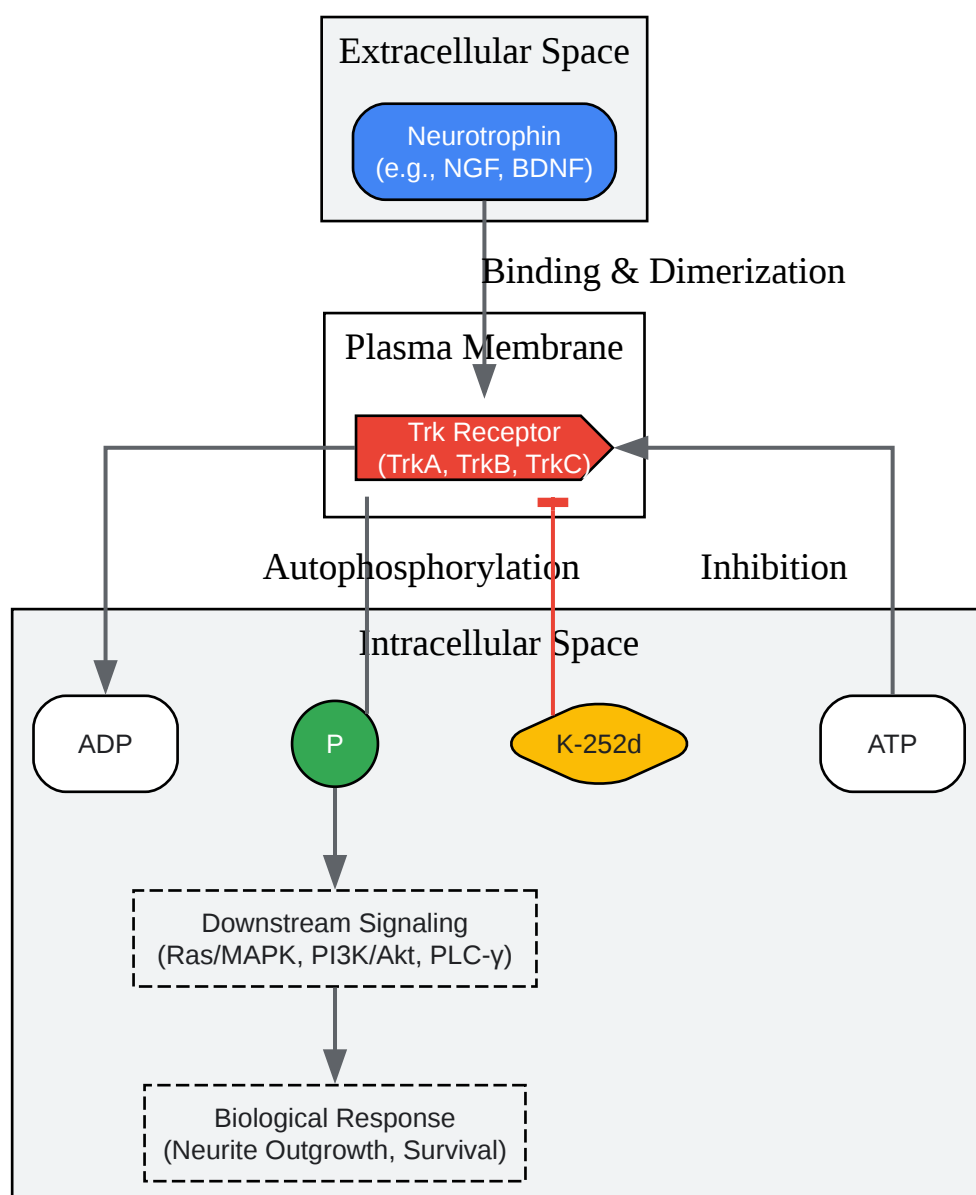 Extracellular Space
Neurotrophin
(e.g., NGF, BDNF)
Binding & Dimerization
Plasma Membrane
Trk Receptor
(TrkA, TrkB, TrkC)
Autophosphorylation
Inhibition
Intracellular Space
ADP
P
K-252d
ATP
Downstream Signaling
(Ras/MAPK, PI3K/Akt, PLC-γ)
Biological Response
(Neurite Outgrowth, Survival)